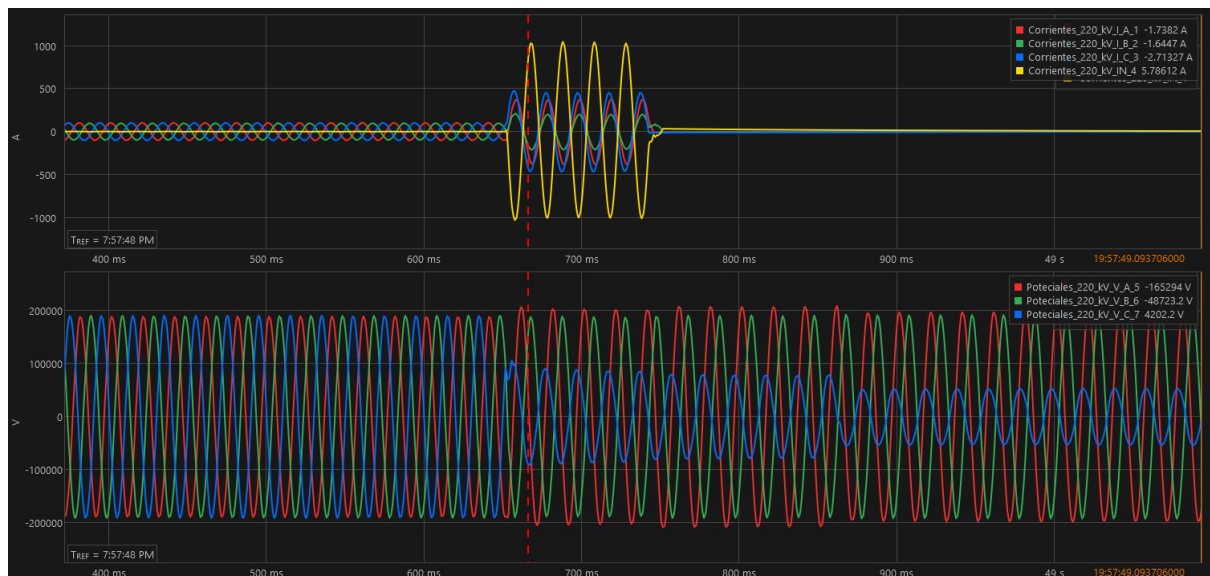 1000
500
0
-500
-1000
A
Corrientes_220_kV_I_A_1 -1.7382 A
Corrientes_220_kV_I_B_2 -1.6447 A
Corrientes_220_kV_I_C_3 -2.71327 A
Corrientes_220_kV_IN_4 5.78612 A
TREF = 7:57:48 PM
400 ms 500 ms 600 ms 700 ms 800 ms 900 ms 49 s 19:57:49.093706000
200000
100000
0
-100000
-200000
V
Poteciales_220_kV_V_A_5 -165294 V
Poteciales_220_kV_V_B_6 -48723.2 V
Poteciales_220_kV_V_C_7 4202.2 V
TREF = 7:57:48 PM
400 ms 500 ms 600 ms 700 ms 800 ms 900 ms 49 s 19:57:49.093706000